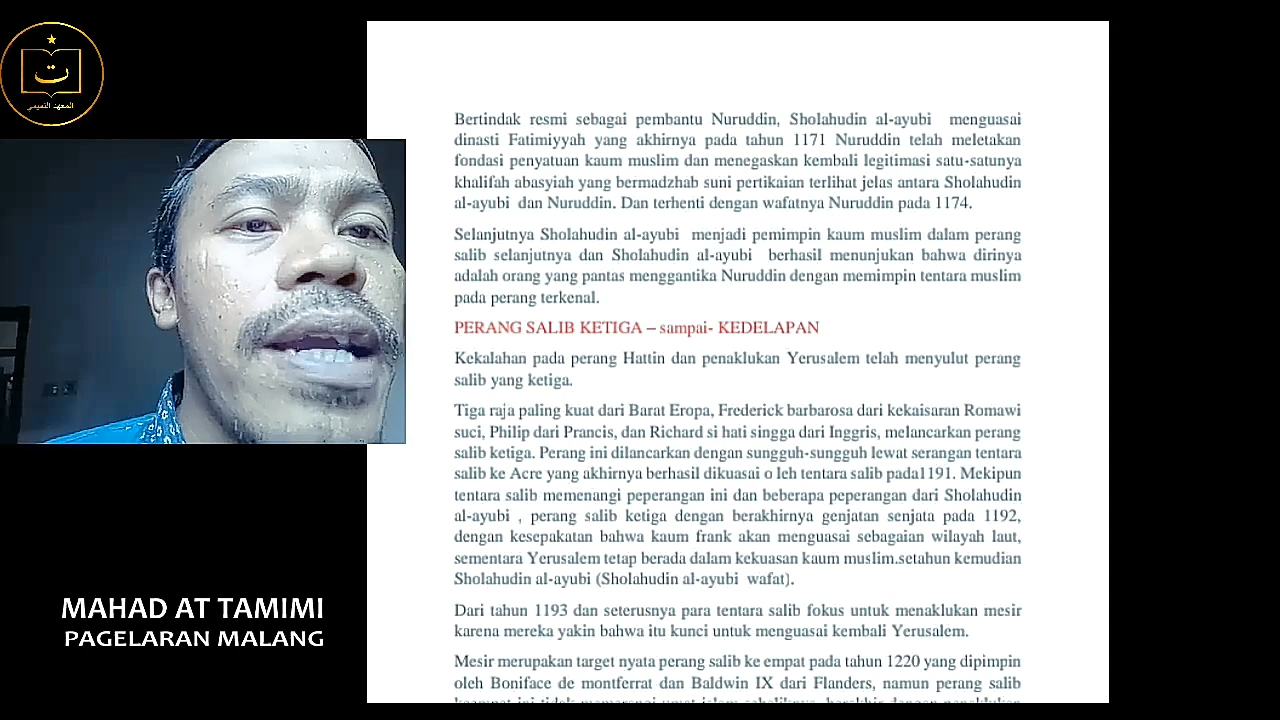 ت
المعهد التميمي
Bertindak resmi sebagai pembantu Nuruddin, Sholahudin al-ayubi menguasai
dinasti Fatimiyyah yang akhirnya pada tahun 1171 Nuruddin telah meletakan
fondasi penyatuan kaum muslim dan menegaskan kembali legitimasi satu-satunya
khalifah abasyiah yang bermadzhab suni pertikaian terlihat jelas antara Sholahudin
al-ayubi dan Nuruddin. Dan terhenti dengan wafatnya Nuruddin pada 1174.
Selanjutnya Sholahudin al-ayubi menjadi pemimpin kaum muslim dalam perang
salib selanjutnya dan Sholahudin al-ayubi berhasil menunjukan bahwa dirinya
adalah orang yang pantas menggantika Nuruddin dengan memimpin tentara muslim
pada perang terkenal.
PERANG SALIB KETIGA – sampai- KEDELAPAN
Kekalahan pada perang Hattin dan penaklukan Yerusalem telah menyulut perang
salib yang ketiga.
Tiga raja paling kuat dari Barat Eropa, Frederick barbarosa dari kekaisaran Romawi
suci, Philip dari Prancis, dan Richard si hati singga dari Inggris, melancarkan perang
salib ketiga. Perang ini dilancarkan dengan sungguh-sungguh lewat serangan tentara
salib ke Acre yang akhirnya berhasil dikuasai o leh tentara salib pada1191. Mekipun
tentara salib memenangi peperangan ini dan beberapa peperangan dari Sholahudin
al-ayubi , perang salib ketiga dengan berakhirnya genjatan senjata pada 1192,
dengan kesepakatan bahwa kaum frank akan menguasai sebagaian wilayah laut,
sementara Yerusalem tetap berada dalam kekuasan kaum muslim.setahun kemudian
Sholahudin al-ayubi (Sholahudin al-ayubi wafat).
Dari tahun 1193 dan seterusnya para tentara salib fokus untuk menaklukan mesir
karena mereka yakin bahwa itu kunci untuk menguasai kembali Yerusalem.
Mesir merupakan target nyata perang salib ke empat pada tahun 1220 yang dipimpin
oleh Boniface de montferrat dan Baldwin IX dari Flanders, namun perang salib
MAHAD AT TAMIMI
PAGELARAN MALANG